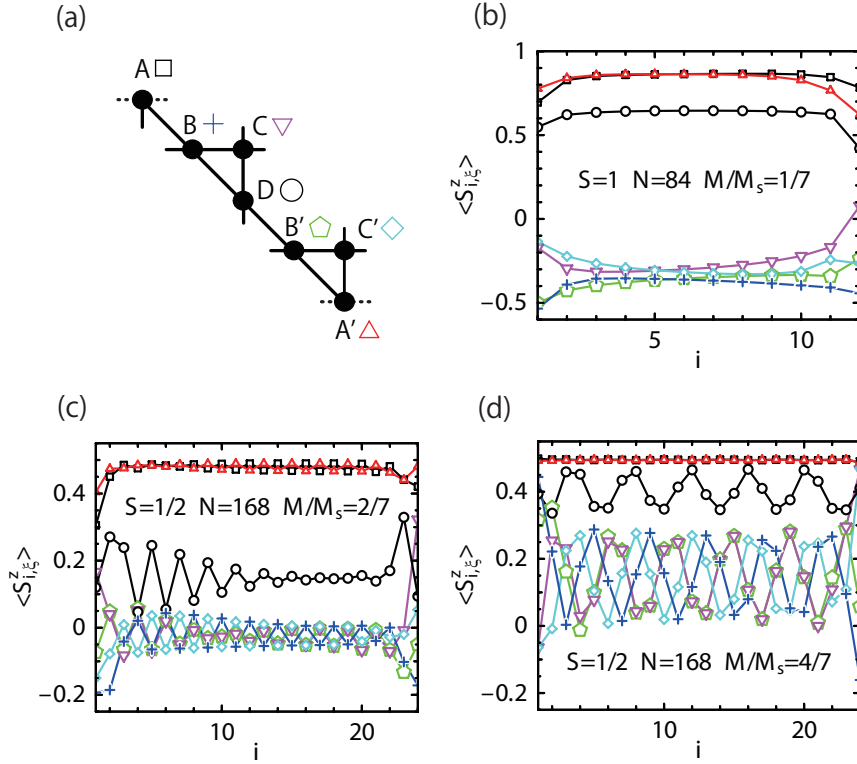 (a)
A □
B + C ▽
D ○
B′ ⬠ C′ ◇
A′ △
(b)
1
0.5
0
−0.5
<S^z_{i,ξ}>
S=1 N=84 M/M_s=1/7
5 10
i
(c)
0.4
0.2
0
−0.2
<S^z_{i,ξ}>
S=1/2 N=168 M/M_s=2/7
10 20
i
(d)
0.4
0.2
0
−0.2
<S^z_{i,ξ}>
S=1/2 N=168 M/M_s=4/7
10 20
i